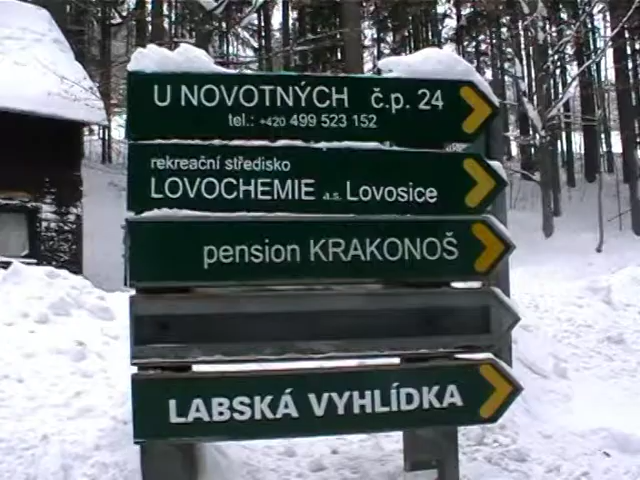 U NOVOTNÝCH č.p. 24
tel.: +420 499 523 152
rekreační středisko
LOVOCHEMIE a.s. Lovosice
pension KRAKONOŠ
LABSKÁ VYHLÍDKA